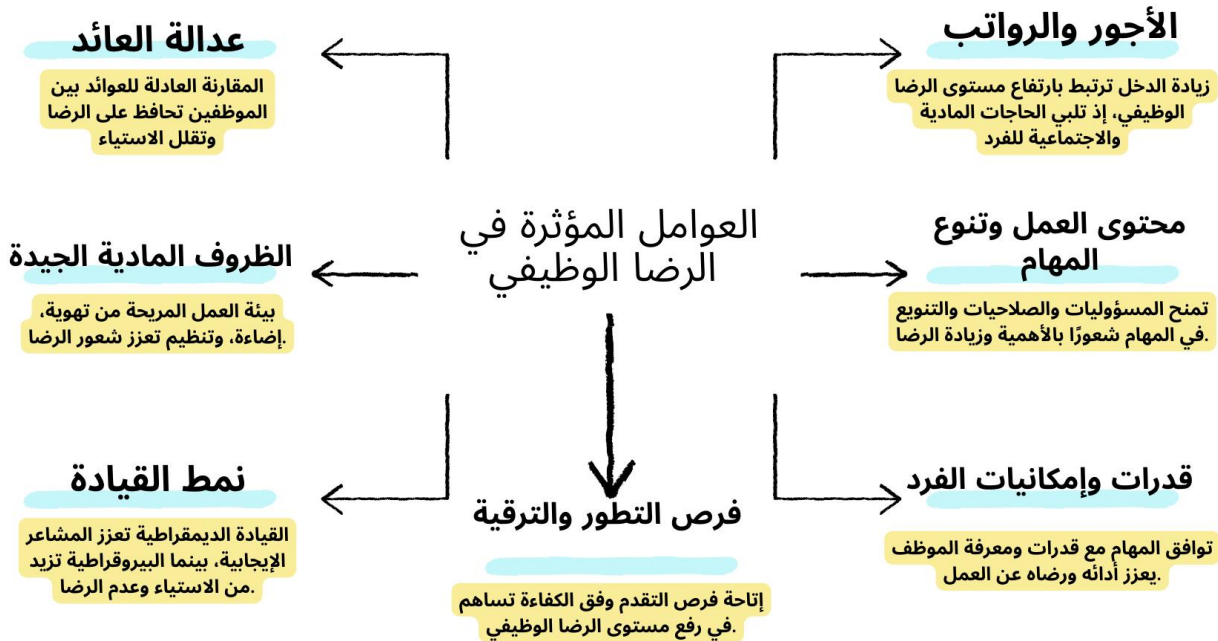 العوامل المؤثرة في
الرضا الوظيفي
الأجور والرواتب
زيادة الدخل ترتبط بارتفاع مستوى الرضا
الوظيفي، إذ تلبي الحاجات المادية
والاجتماعية للفرد
محتوى العمل وتنوع
المهام
تمنح المسؤوليات والصلاحيات والتنويع
في المهام شعورًا بالأهمية وزيادة الرضا.
قدرات وإمكانيات الفرد
توافق المهام مع قدرات ومعرفة الموظف
يعزز أدائه ورضاه عن العمل.
فرص التطور والترقية
إتاحة فرص التقدم وفق الكفاءة تساهم
في رفع مستوى الرضا الوظيفي.
عدالة العائد
المقارنة العادلة للعوائد بين
الموظفين تحافظ على الرضا
وتقلل الاستياء
الظروف المادية الجيدة
بيئة العمل المريحة من تهوية،
إضاءة، وتنظيم تعزز شعور الرضا.
نمط القيادة
القيادة الديمقراطية تعزز المشاعر
الإيجابية، بينما البيروقراطية تزيد
من الاستياء وعدم الرضا.